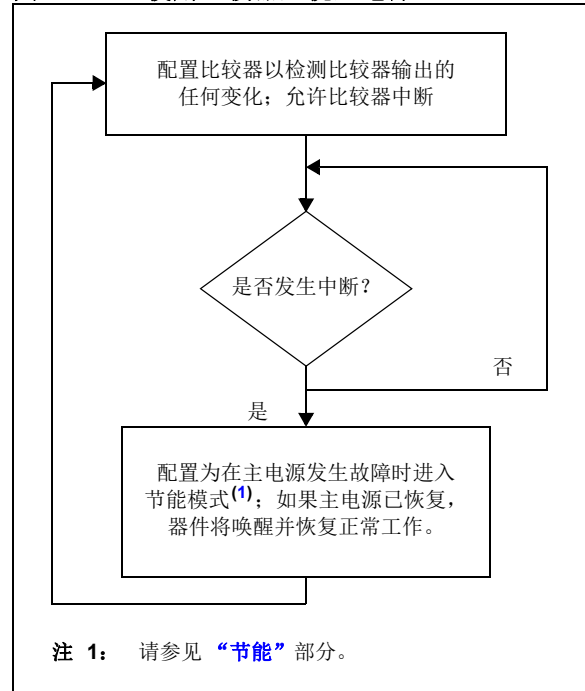 配置比较器以检测比较器输出的
任何变化；允许比较器中断
是否发生中断？
否
是
配置为在主电源发生故障时进入
节能模式(1)；如果主电源已恢复，
器件将唤醒并恢复正常工作。
注 1： 请参见“节能”部分。